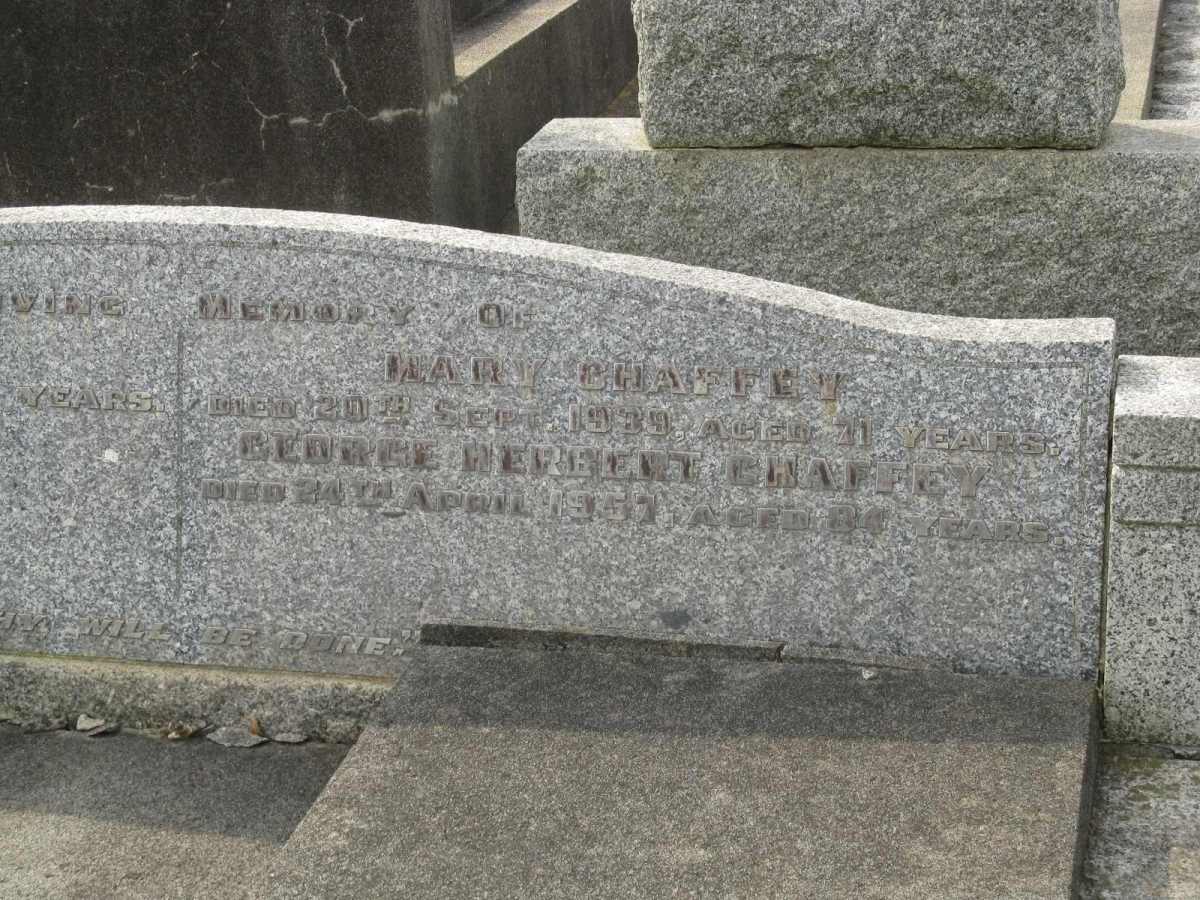 VING MEMORY OF
YEARS.
MARY CHAFFEY
DIED 20TH SEPT. 1939, AGED 71 YEARS.
GEORGE HERBERT CHAFFEY
DIED 24TH APRIL 1957, AGED 84 YEARS.
HY WILL BE DONE."